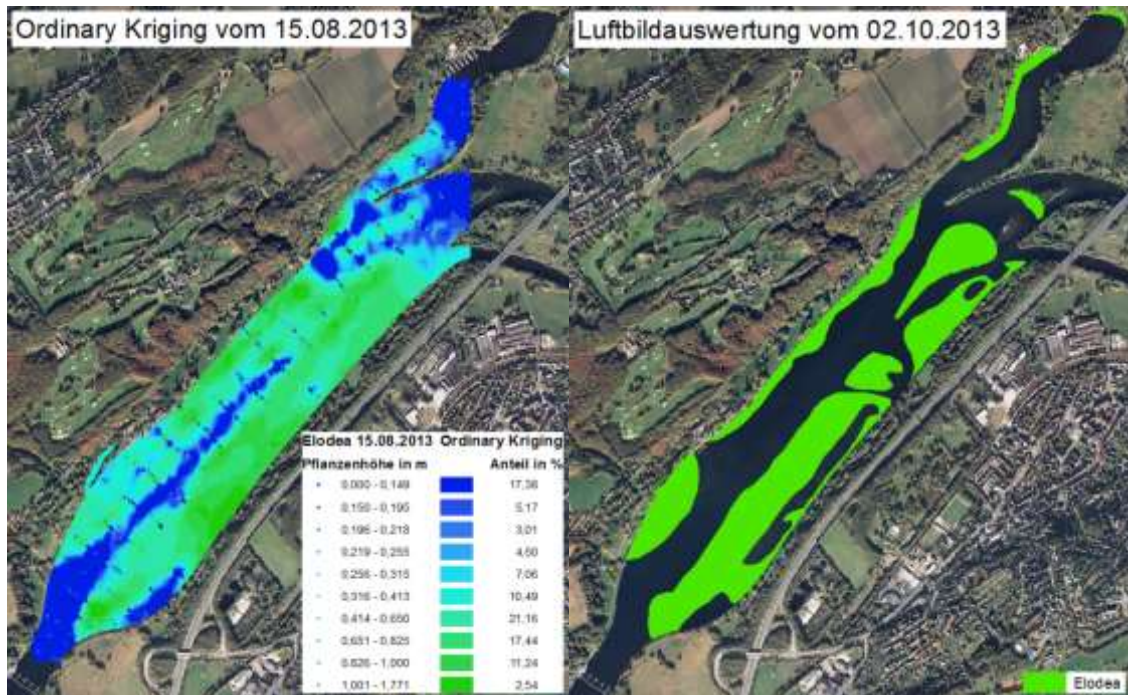 Ordinary Kriging vom 15.08.2013
Luftbildauswertung vom 02.10.2013
Elodea 15.08.2013 Ordinary Kriging
Pflanzenhöhe in m Anteil in %
0,000 - 0,149 17,36
0,150 - 0,195 5,17
0,196 - 0,218 3,01
0,219 - 0,255 4,50
0,256 - 0,315 7,06
0,316 - 0,413 10,49
0,414 - 0,650 21,16
0,651 - 0,825 17,44
0,826 - 1,000 11,24
1,001 - 1,771 2,54
Elodea